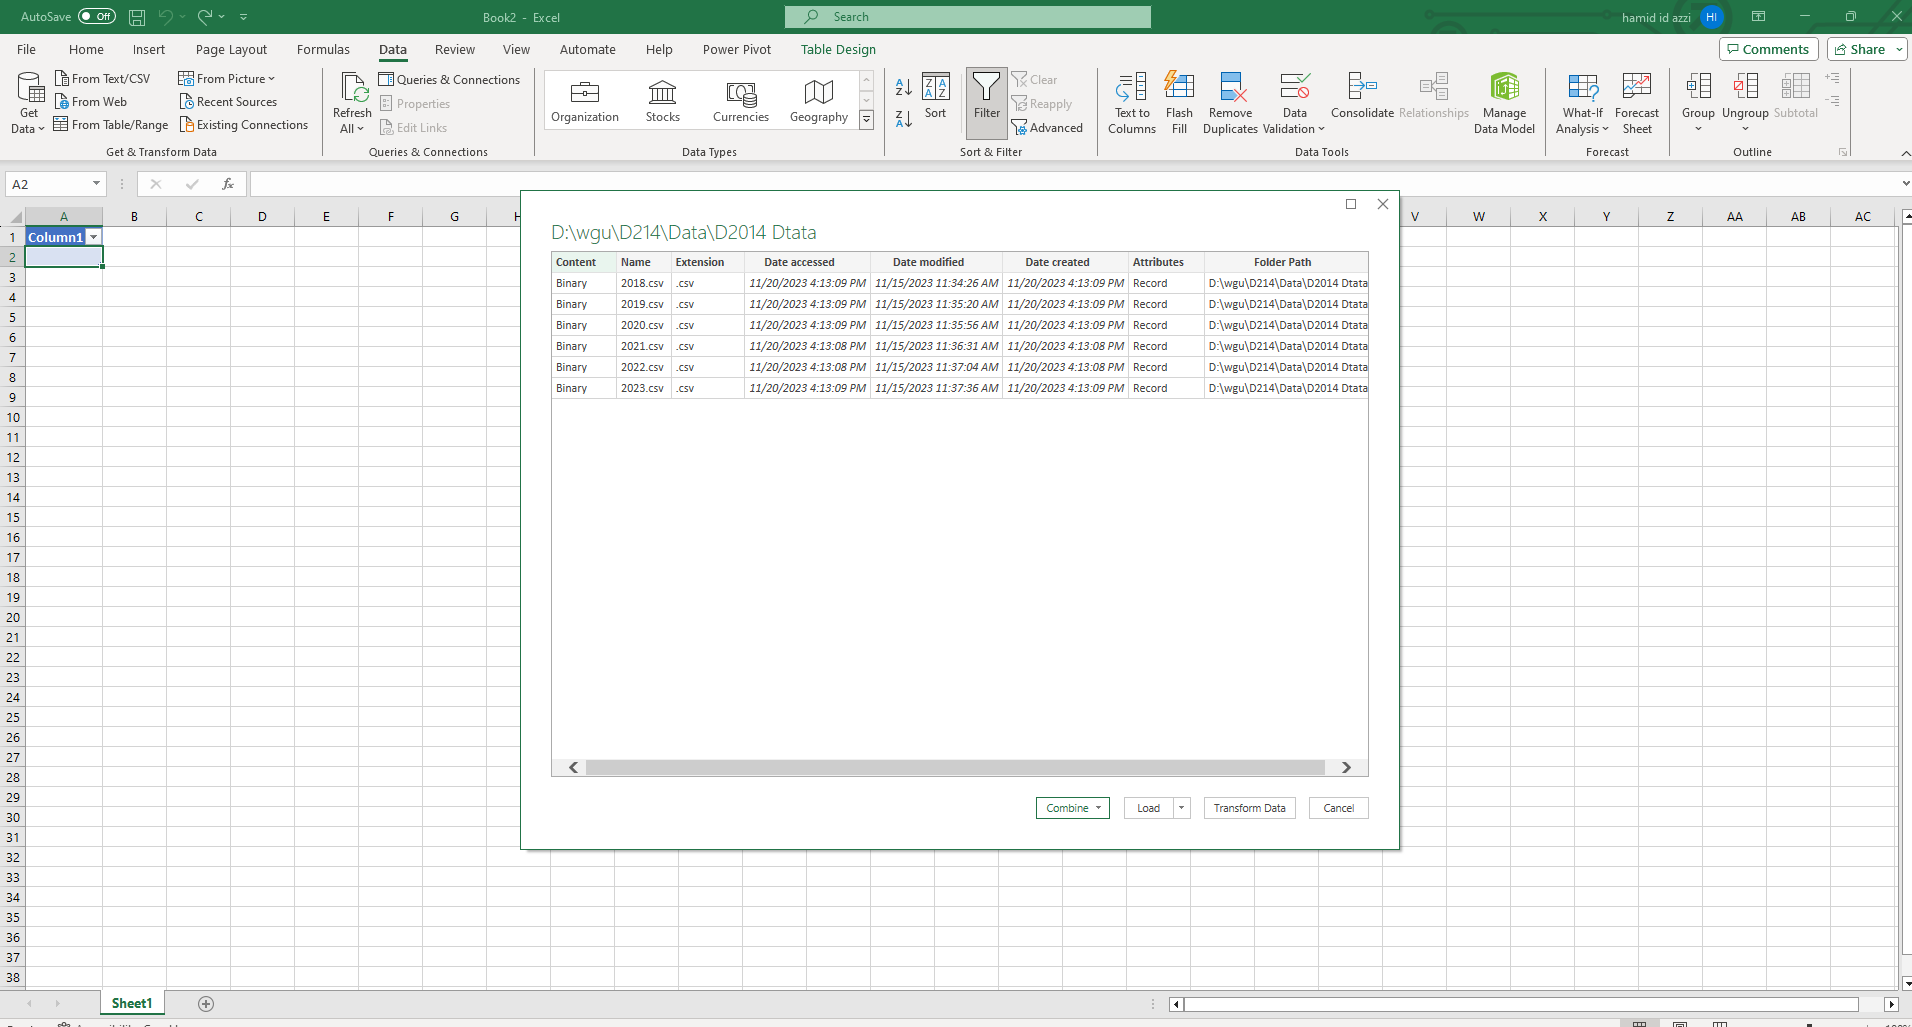 AutoSave Off Book2 - Excel Search hamid id azzi HI
File Home Insert Page Layout Formulas Data Review View Automate Help Power Pivot Table Design Comments Share
From Text/CSV From Picture
From Web Recent Sources
From Table/Range Existing Connections
Get Data
Get & Transform Data
Refresh All
Queries & Connections
Properties
Edit Links
Queries & Connections
Organization Stocks Currencies Geography
Data Types
Sort Filter
Clear
Reapply
Advanced
Sort & Filter
Text to Columns
Flash Fill
Remove Duplicates
Data Validation
Consolidate
Relationships
Manage Data Model
Data Tools
What-If Analysis
Forecast Sheet
Forecast
Group Ungroup Subtotal
Outline
A2 fx
A B C D E F G H V W X Y Z AA AB AC
1 Column1
2
3
4
5
6
7
8
9
10
11
12
13
14
15
16
17
18
19
20
21
22
23
24
25
26
27
28
29
30
31
32
33
34
35
36
37
38
D:\wgu\D214\Data\D2014 Dtata
Content Name Extension Date accessed Date modified Date created Attributes Folder Path
Binary 2018.csv .csv 11/20/2023 4:13:09 PM 11/15/2023 11:34:26 AM 11/20/2023 4:13:09 PM Record D:\wgu\D214\Data\D2014 Dtata
Binary 2019.csv .csv 11/20/2023 4:13:09 PM 11/15/2023 11:35:20 AM 11/20/2023 4:13:09 PM Record D:\wgu\D214\Data\D2014 Dtata
Binary 2020.csv .csv 11/20/2023 4:13:09 PM 11/15/2023 11:35:56 AM 11/20/2023 4:13:09 PM Record D:\wgu\D214\Data\D2014 Dtata
Binary 2021.csv .csv 11/20/2023 4:13:08 PM 11/15/2023 11:36:31 AM 11/20/2023 4:13:08 PM Record D:\wgu\D214\Data\D2014 Dtata
Binary 2022.csv .csv 11/20/2023 4:13:08 PM 11/15/2023 11:37:04 AM 11/20/2023 4:13:08 PM Record D:\wgu\D214\Data\D2014 Dtata
Binary 2023.csv .csv 11/20/2023 4:13:09 PM 11/15/2023 11:37:36 AM 11/20/2023 4:13:09 PM Record D:\wgu\D214\Data\D2014 Dtata
Combine Load Transform Data Cancel
Sheet1